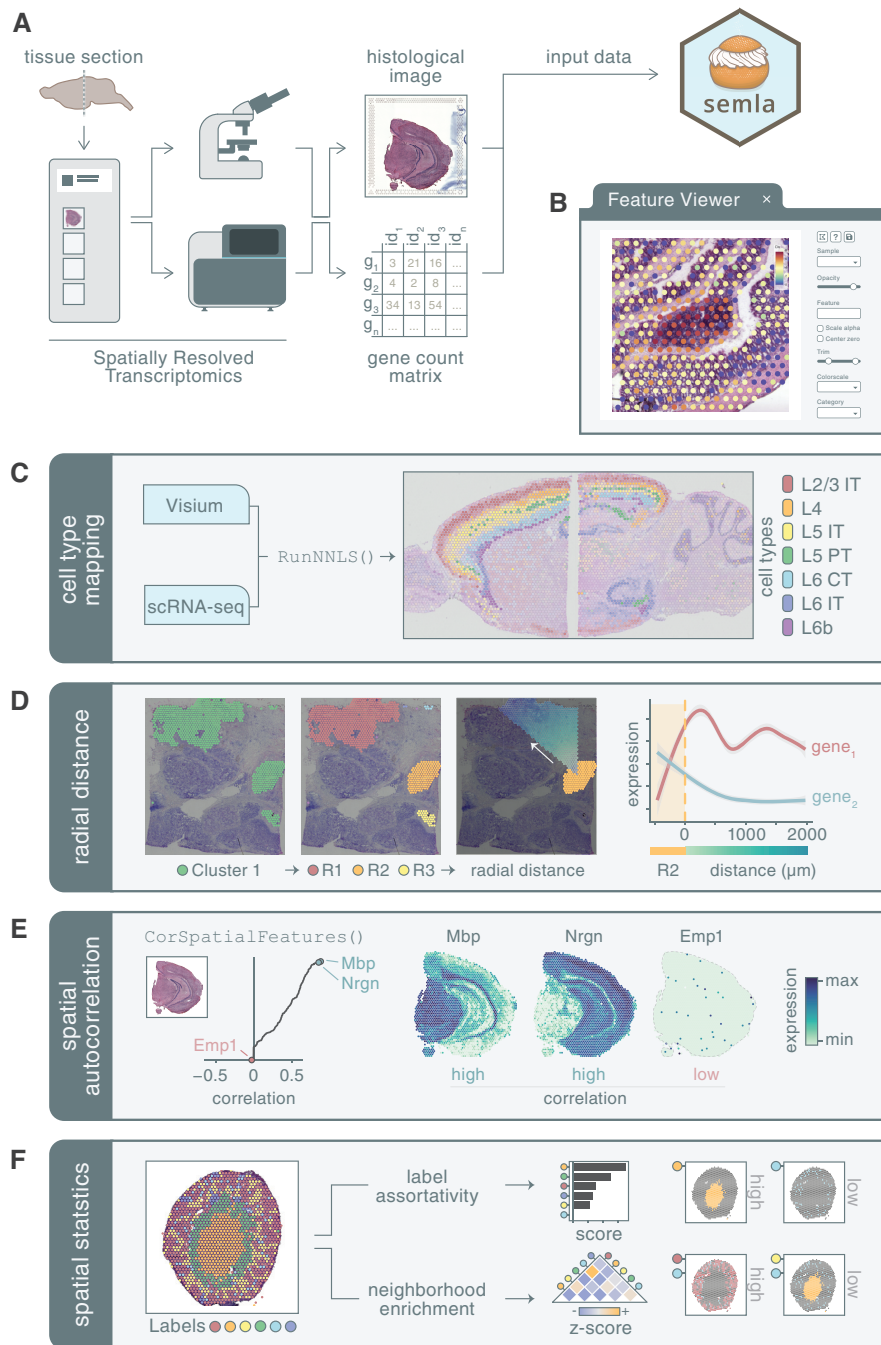 A
tissue section
histological
image
input data
semla
id1 id2 id3 idn
g1 3 21 16 ...
g2 4 2 8 ...
g3 34 13 54 ...
gn ... ... ... ...
Spatially Resolved
Transcriptomics
gene count
matrix
B
Feature Viewer ×
?
Sample
Opacity
Feature
Scale alpha
Center zero
Trim
Colorscale
Category
C
cell type
mapping
Visium
scRNA-seq
RunNNLS()
cell types
L2/3 IT
L4
L5 IT
L5 PT
L6 CT
L6 IT
L6b
D
radial distance
Cluster 1
R1
R2
R3
radial distance
expression
gene1
gene2
0 1000 2000
R2
distance (µm)
E
spatial
autocorrelation
CorSpatialFeatures()
Mbp
Nrgn
Emp1
−0.5 0 0.5
correlation
Mbp
Nrgn
Emp1
high
high
low
correlation
expression
max
min
F
spatial statstics
Labels
label
assortativity
score
high
low
neighborhood
enrichment
- +
z-score
high
low